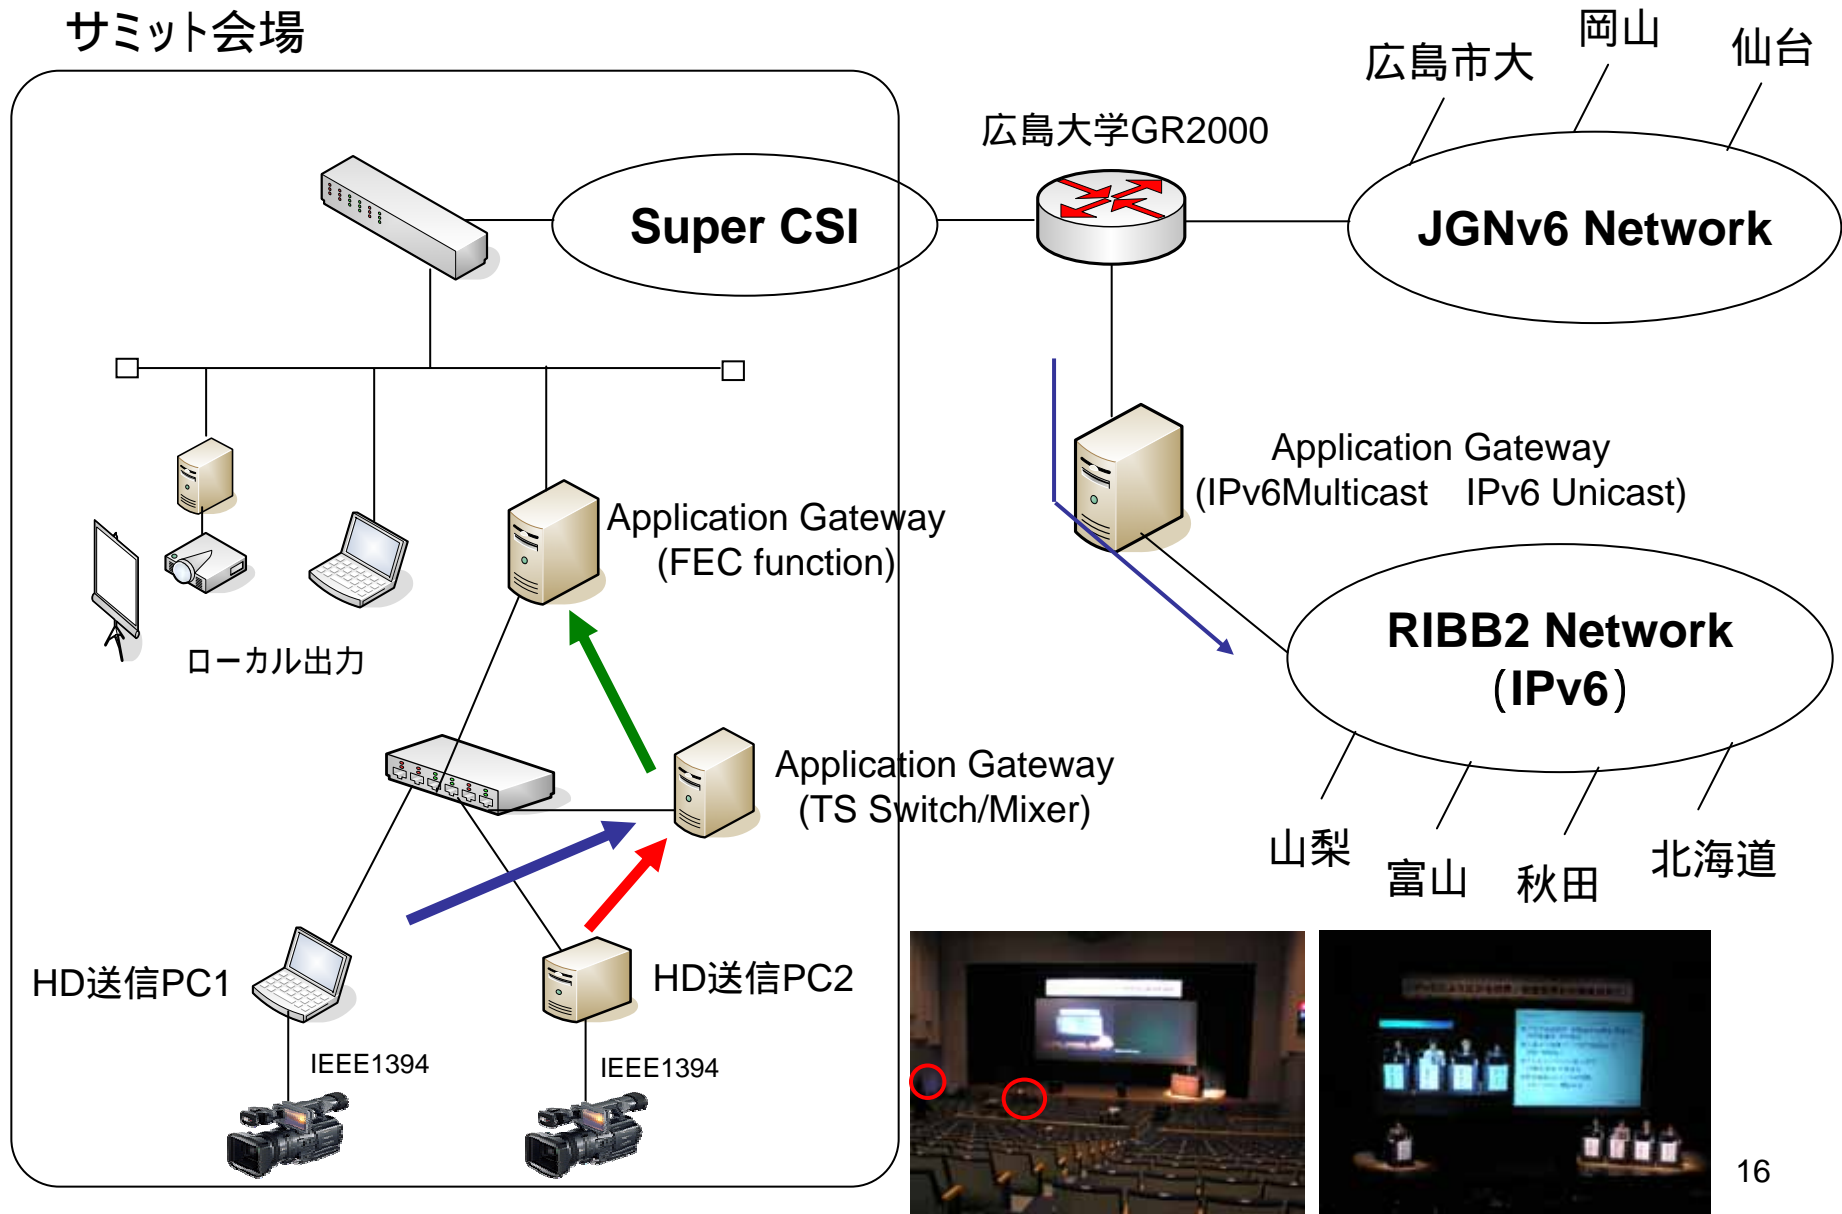 サミット会場
岡山
仙台
広島市大
広島大学GR2000
Super CSI
JGNv6 Network
Application Gateway
(IPv6Multicast　IPv6 Unicast)
Application Gateway
(FEC function)
RIBB2 Network
(IPv6)
ローカル出力
Application Gateway
(TS Switch/Mixer)
山梨
富山
秋田
北海道
HD送信PC1
HD送信PC2
IEEE1394
IEEE1394
16